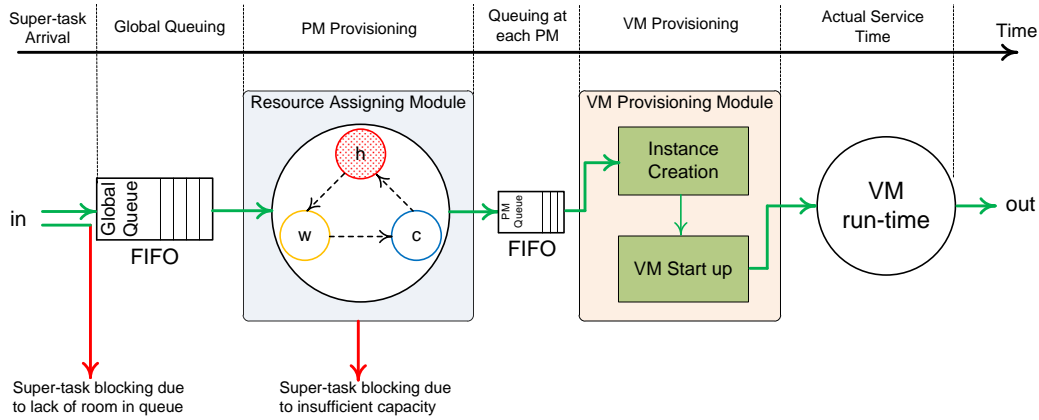 Super-task
Arrival
Global Queuing
PM Provisioning
Queuing at
each PM
VM Provisioning
Actual Service
Time
Time
Resource Assigning Module
VM Provisioning Module
h
w
c
in
Global
Queue
FIFO
PM
Queue
FIFO
Instance
Creation
VM Start up
VM
run-time
out
Super-task blocking due
to lack of room in queue
Super-task blocking due
to insufficient capacity